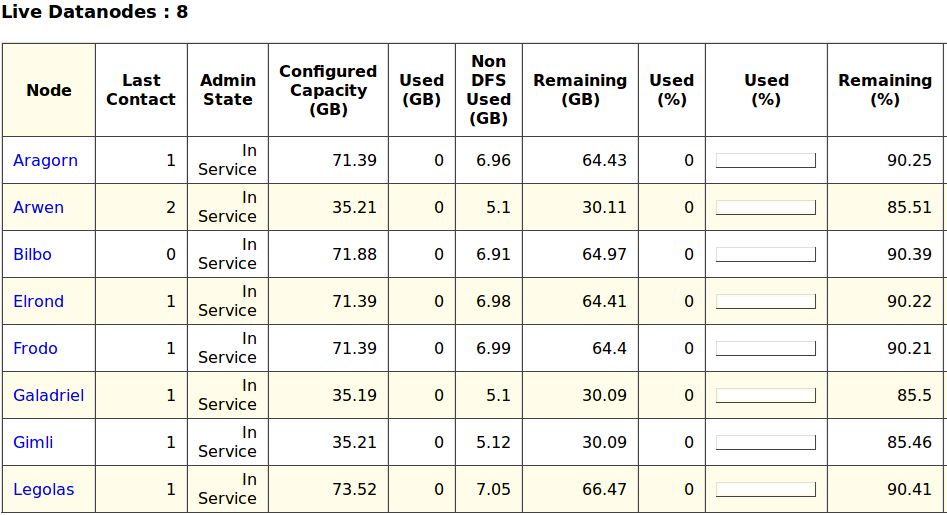 Live Datanodes : 8
Node Last Contact Admin State Configured Capacity (GB) Used (GB) Non DFS Used (GB) Remaining (GB) Used (%) Used (%) Remaining (%)
Aragorn 1 In Service 71.39 0 6.96 64.43 0 90.25
Arwen 2 In Service 35.21 0 5.1 30.11 0 85.51
Bilbo 0 In Service 71.88 0 6.91 64.97 0 90.39
Elrond 1 In Service 71.39 0 6.98 64.41 0 90.22
Frodo 1 In Service 71.39 0 6.99 64.4 0 90.21
Galadriel 1 In Service 35.19 0 5.1 30.09 0 85.5
Gimli 1 In Service 35.21 0 5.12 30.09 0 85.46
Legolas 1 In Service 73.52 0 7.05 66.47 0 90.41